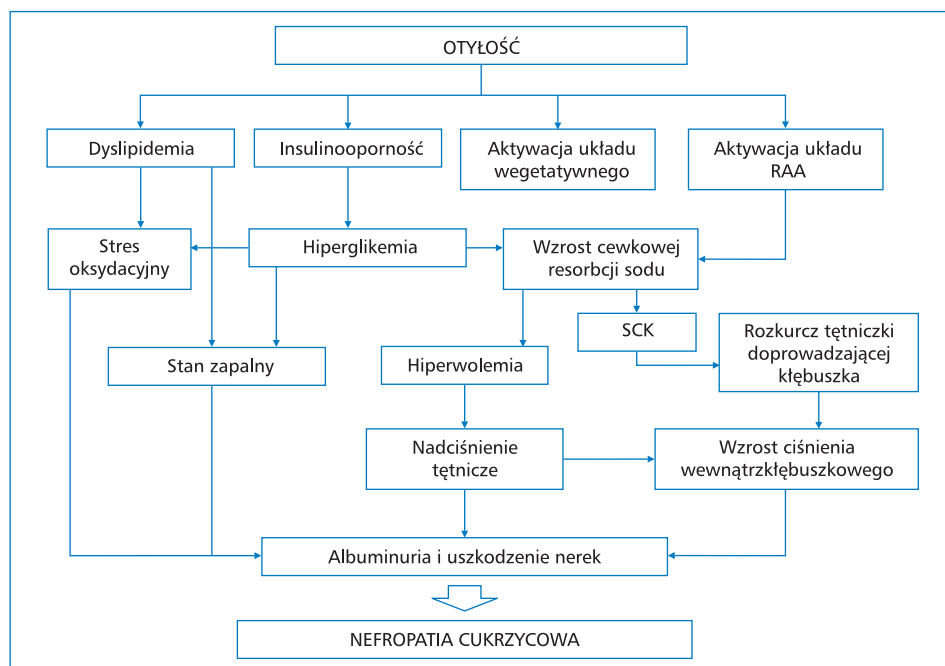 OTYŁOŚĆ
Dyslipidemia
Insulinooporność
Aktywacja układu
wegetatywnego
Aktywacja układu
RAA
Stres
oksydacyjny
Hiperglikemia
Wzrost cewkowej
resorbcji sodu
SCK
Rozkurcz tętniczki
doprowadzającej
kłębuszka
Stan zapalny
Hiperwolemia
Nadciśnienie
tętnicze
Wzrost ciśnienia
wewnątrzkłębuszkowego
Albuminuria i uszkodzenie nerek
NEFROPATIA CUKRZYCOWA